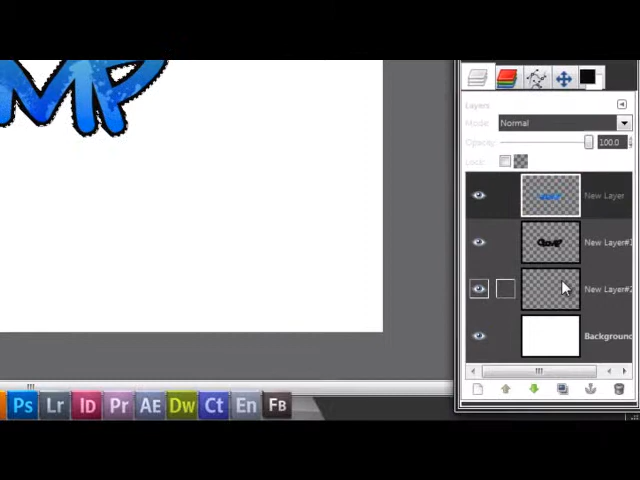 MP
Layers
Mode: Normal
Opacity: 100.0
Lock:
New Layer
New Layer#1
New Layer#2
Background
Ps Lr Id Pr AE Dw Ct En FB